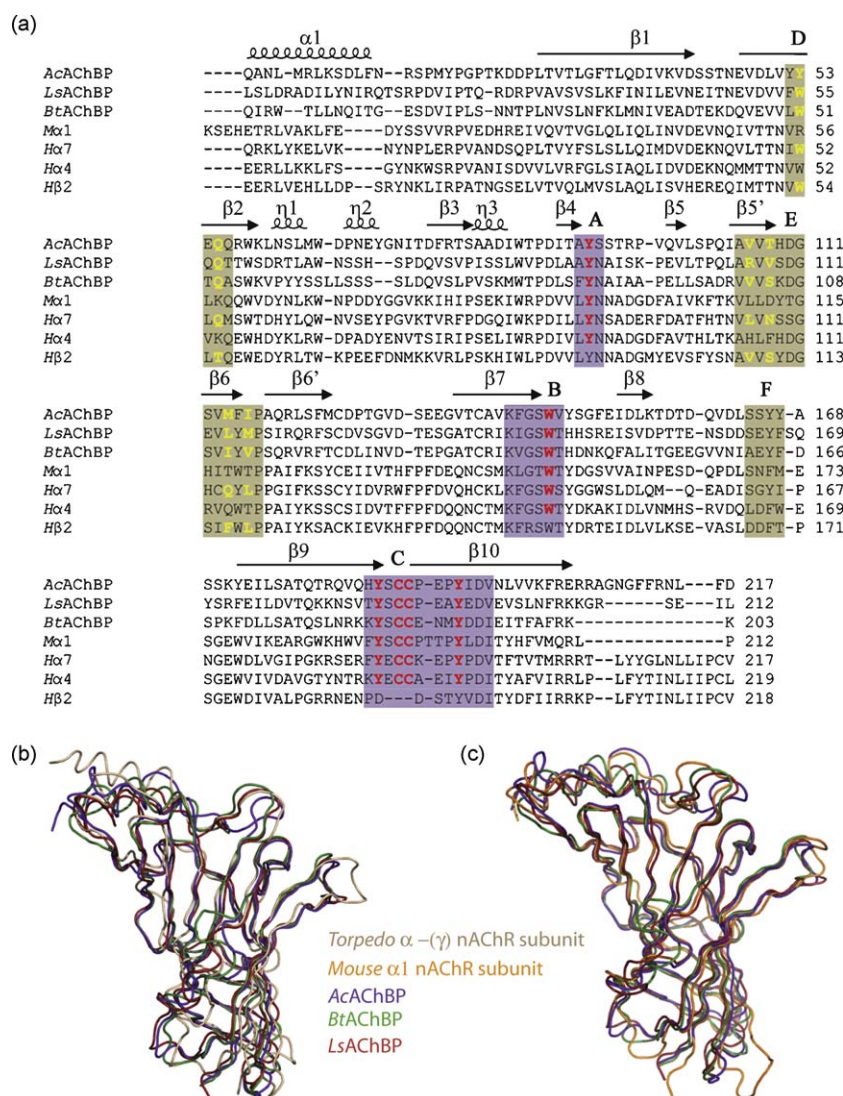 (a)
α1 β1 D
AcAChBP ----QANL-MRLKSDLFN--RSPMYPGPTKDDPLTVTLGFTLQDIVKVDSSTNEVDLVYY 53
LsAChBP ----LSLDRADILYNIRQTSRPDVIPTQ-RDRPVAVSVSLKFINILEVNEITNEVDVVFW 55
BtAChBP ----QIRW--TLLNQITG--ESDVIPLS-NNTPLNVSLNFKLMNIVEADTEKDQVEVVLW 51
Mα1 KSEHETRLVAKLFE----DYSSVVRPVEDHREIVQVTVGLQLIQLINVDEVNQIVTTNVR 56
Hα7 ----QRKLYKELVK----NYNPLERPVANDSQPLTVYFSLSLLQIMDVDEKNQVLTTNIW 52
Hα4 ----EERLLKKLFS----GYNKWSRPVANISDVVLVRFGLSIAQLIDVDEKNQMMTTNVW 52
Hβ2 ----EERLVEHLLDP--SRYNKLIRPATNGSELVTVQLMVSLAQLISVHEREQIMTTNVW 54
β2 η1 η2 β3 η3 β4 A β5 β5' E
AcAChBP EQQRWKLNSLMW-DPNEYGNITDFRTSAADIWTPDITAYSSTRP-VQVLSPQIAVVTHDG 111
LsAChBP QQTTWSDRTLAW-NSSH--SPDQVSVPISSLWVPDLAAYNAISK-PEVLTPQLARVVSDG 111
BtAChBP TQASWKVPYYSSLLSSS--SLDQVSLPVSKMWTPDLSFYNAIAA-PELLSADRVVVSKDG 108
Mα1 LKQQWVDYNLKW-NPDDYGGVKKIHIPSEKIWRPDVVLYNNADGDFAIVKFTKVLLDYTG 115
Hα7 LQMSWTDHYLQW-NVSEYPGVKTVRFPDGQIWKPDILLYNSADERFDATFHTNVLVNSSG 111
Hα4 VKQEWHDYKLRW-DPADYENVTSIRIPSELIWRPDIVLYNNADGDFAVTHLTKAHLFHDG 111
Hβ2 LTQEWEDYRLTW-KPEEFDNMKKVRLPSKHIWLPDVVLYNNADGMYEVSFYSNAVVSYDG 113
β6 β6' β7 B β8 F
AcAChBP SVMFIPAQRLSFMCDPTGVD-SEEGVTCAVKFGSWVYSGFEIDLKTDTD-QVDLSSYY-A 168
LsAChBP EVLYMPSIRQRFSCDVSGVD-TESGATCRIKIGSWTHHSREISVDPTTE-NSDDSEYFSQ 169
BtAChBP SVIYVPSQRVRFTCDLINVD-TEPGATCRIKVGSWTHDNKQFALITGEEGVVNIAEYF-D 166
Mα1 HITWTPPAIFKSYCEIIVTHFPFDEQNCSMKLGTWTYDGSVVAINPESD-QPDLSNFM-E 173
Hα7 HCQYLPPGIFKSSCYIDVRWFPFDVQHCKLKFGSWSYGGWSLDLQM--QEADISGYI-P 167
Hα4 RVQWTPPAIYKSSCSIDVTFFPFDQQNCTMKFGSWTYDKAKIDLVNMHS-RVDQLDFW-E 169
Hβ2 SIFWLPPAIYKSACKIEVKHFPFDQQNCTMKFRSWTYDRTEIDLVLKSE-VASLDDFT-P 171
β9 C β10
AcAChBP SSKYEILSATQTRQVQHYSCCP-EPYIDVNLVVKFRERRAGNGFFRNL---FD 217
LsAChBP YSRFEILDVTQKKNSVTYSCCP-EAYEDVEVSLNFRKKGR------SE---IL 212
BtAChBP SPKFDLLSATQSLNRKKYSCCE-NMYDDIEITFAFRK---------------K 203
Mα1 SGEWVIKEARGWKHWVFYSCCPTTPYLDITYHFVMQRL---------------P 212
Hα7 NGEWDLVGIPGKRSERFYECCK-EPYPDVTFTVTMRRRT--LYYGLNLLIPCV 217
Hα4 SGEWVIVDAVGTYNTRKYECCA-EIYPDITYAFVIRRLP--LFYTINLIIPCL 219
Hβ2 SGEWDIVALPGRRNENPD---D-STYVDITYDFIIRRKP--LFYTINLIIPCV 218
(b)
(c)
Torpedo α –(γ) nAChR subunit
Mouse α1 nAChR subunit
AcAChBP
BtAChBP
LsAChBP